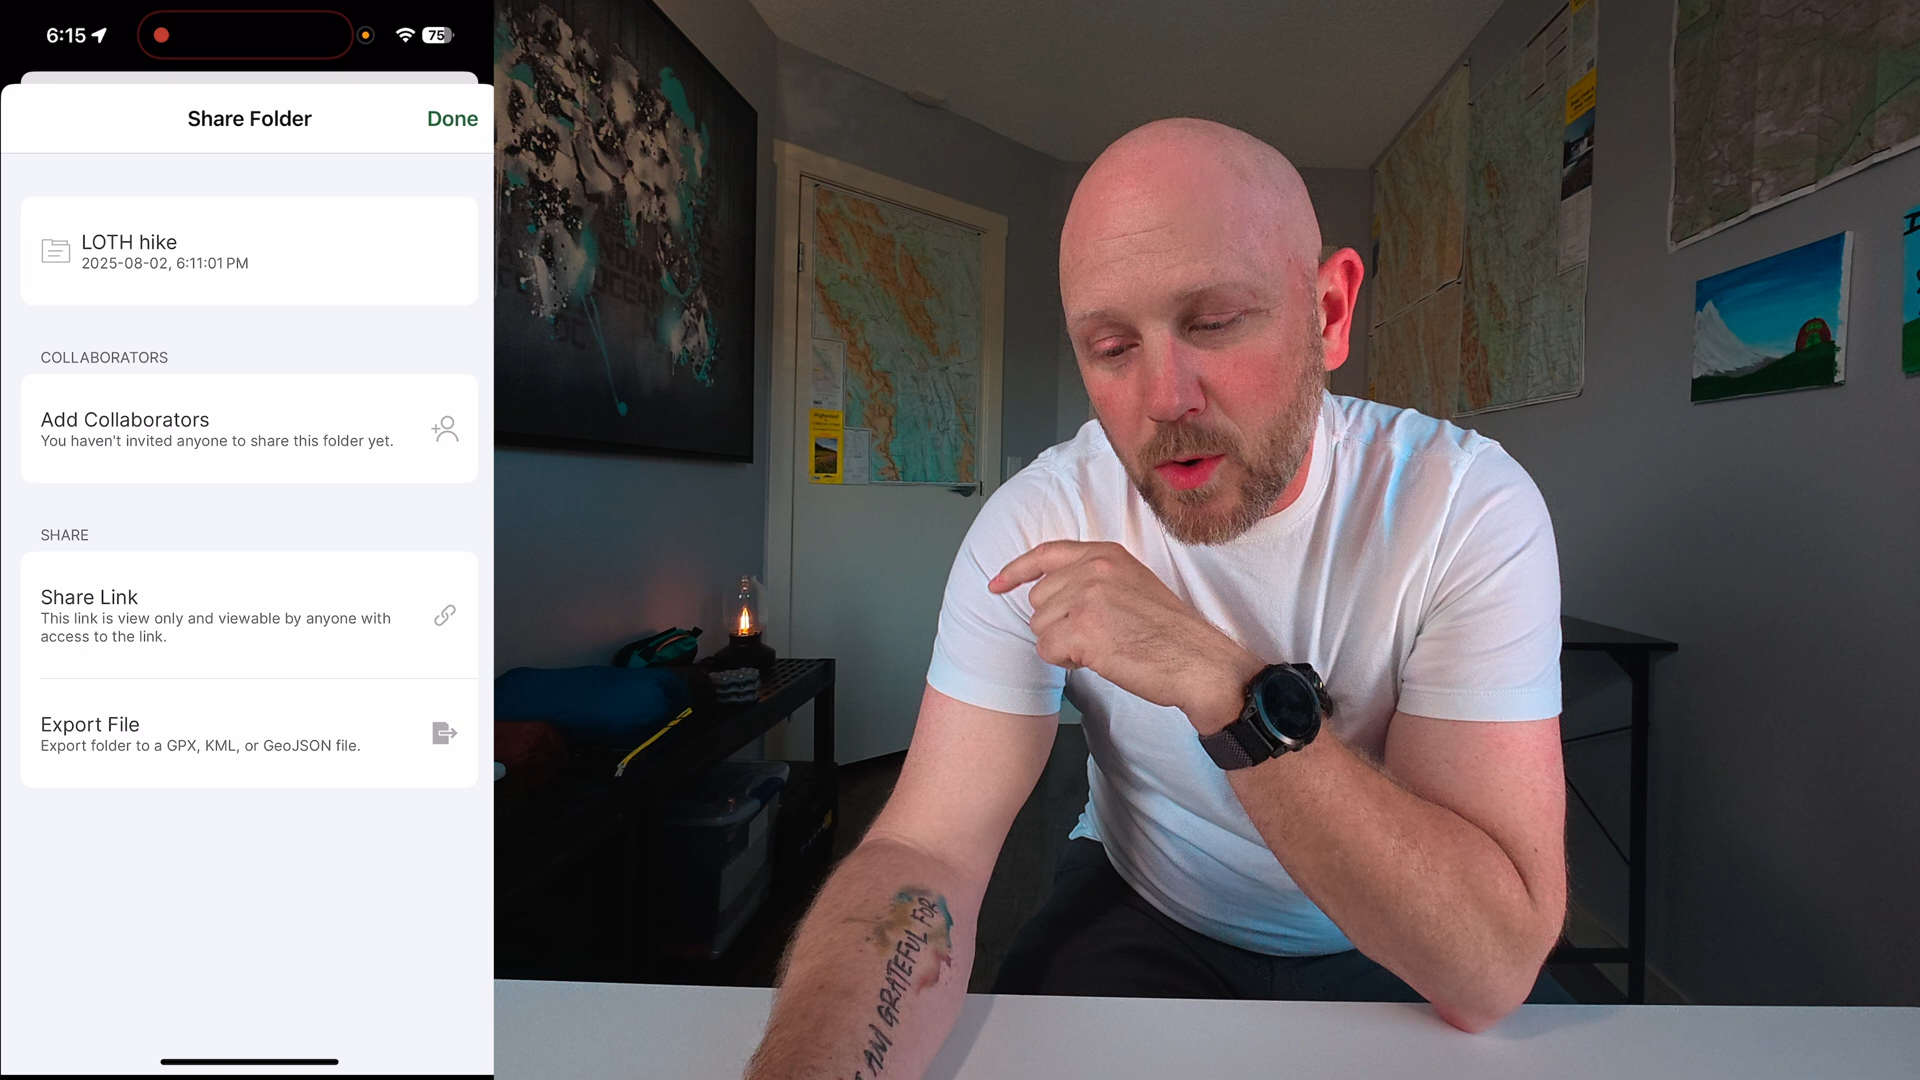 6:15
75
Share Folder
Done
LOTH hike
2025-08-02, 6:11:01 PM
COLLABORATORS
Add Collaborators
You haven't invited anyone to share this folder yet.
SHARE
Share Link
This link is view only and viewable by anyone with
access to the link.
Export File
Export folder to a GPX, KML, or GeoJSON file.
INDIAN
OCEAN
AM GRATEFUL FOR